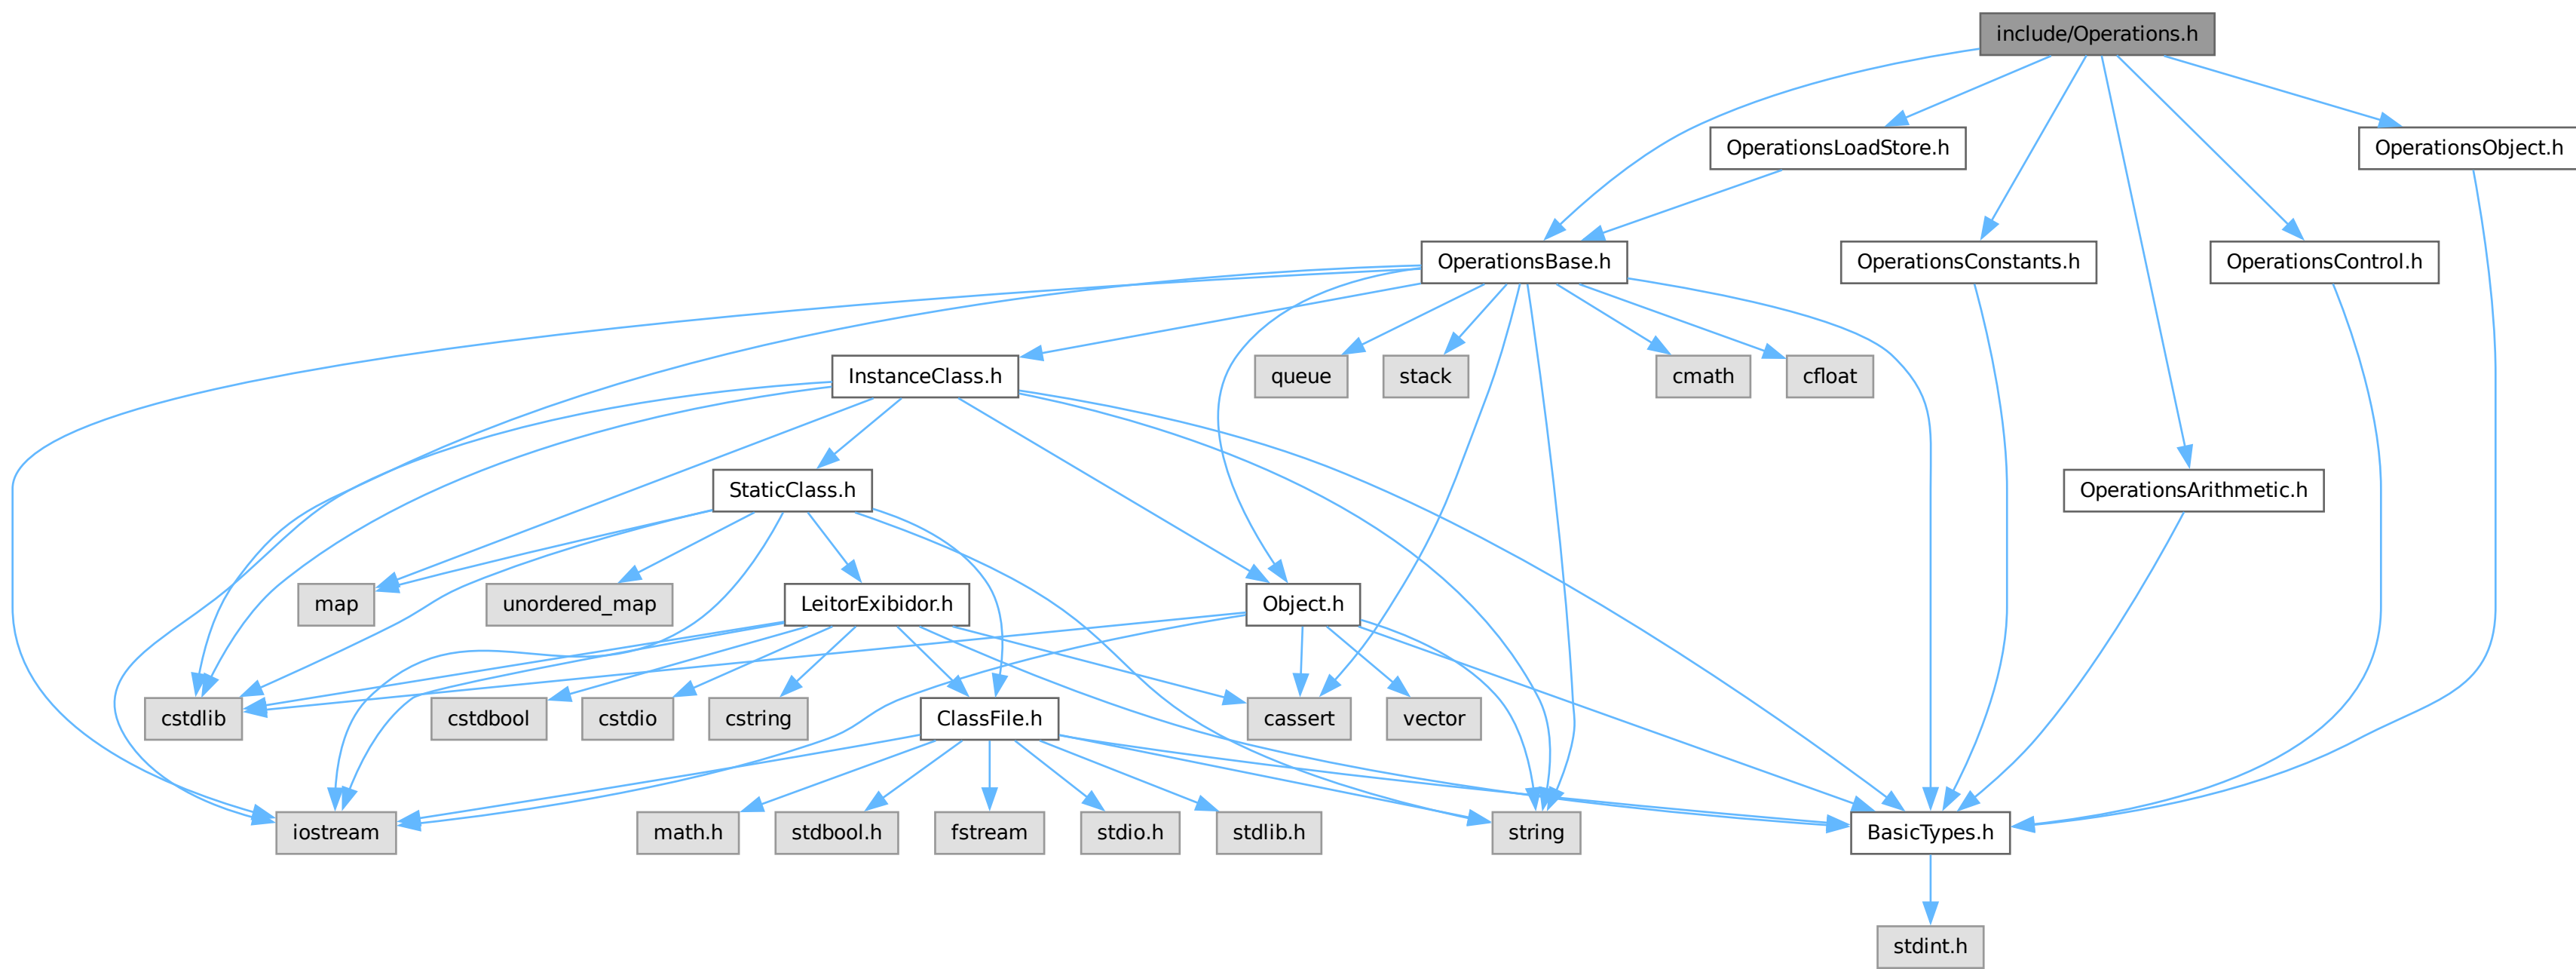 include/Operations.h
OperationsLoadStore.h
OperationsObject.h
OperationsBase.h
OperationsConstants.h
OperationsControl.h
InstanceClass.h
queue
stack
cmath
cfloat
StaticClass.h
OperationsArithmetic.h
map
unordered_map
LeitorExibidor.h
Object.h
cstdlib
cstdbool
cstdio
cstring
ClassFile.h
cassert
vector
iostream
math.h
stdbool.h
fstream
stdio.h
stdlib.h
string
BasicTypes.h
stdint.h